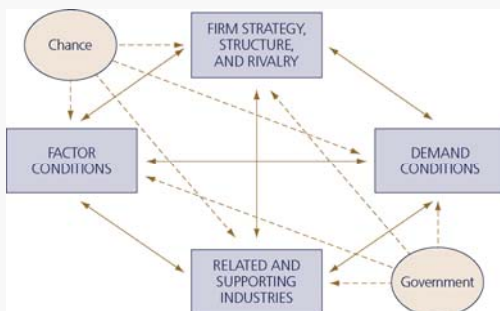 Chance
FIRM STRATEGY,
STRUCTURE,
AND RIVALRY
FACTOR
CONDITIONS
DEMAND
CONDITIONS
RELATED AND
SUPPORTING
INDUSTRIES
Government